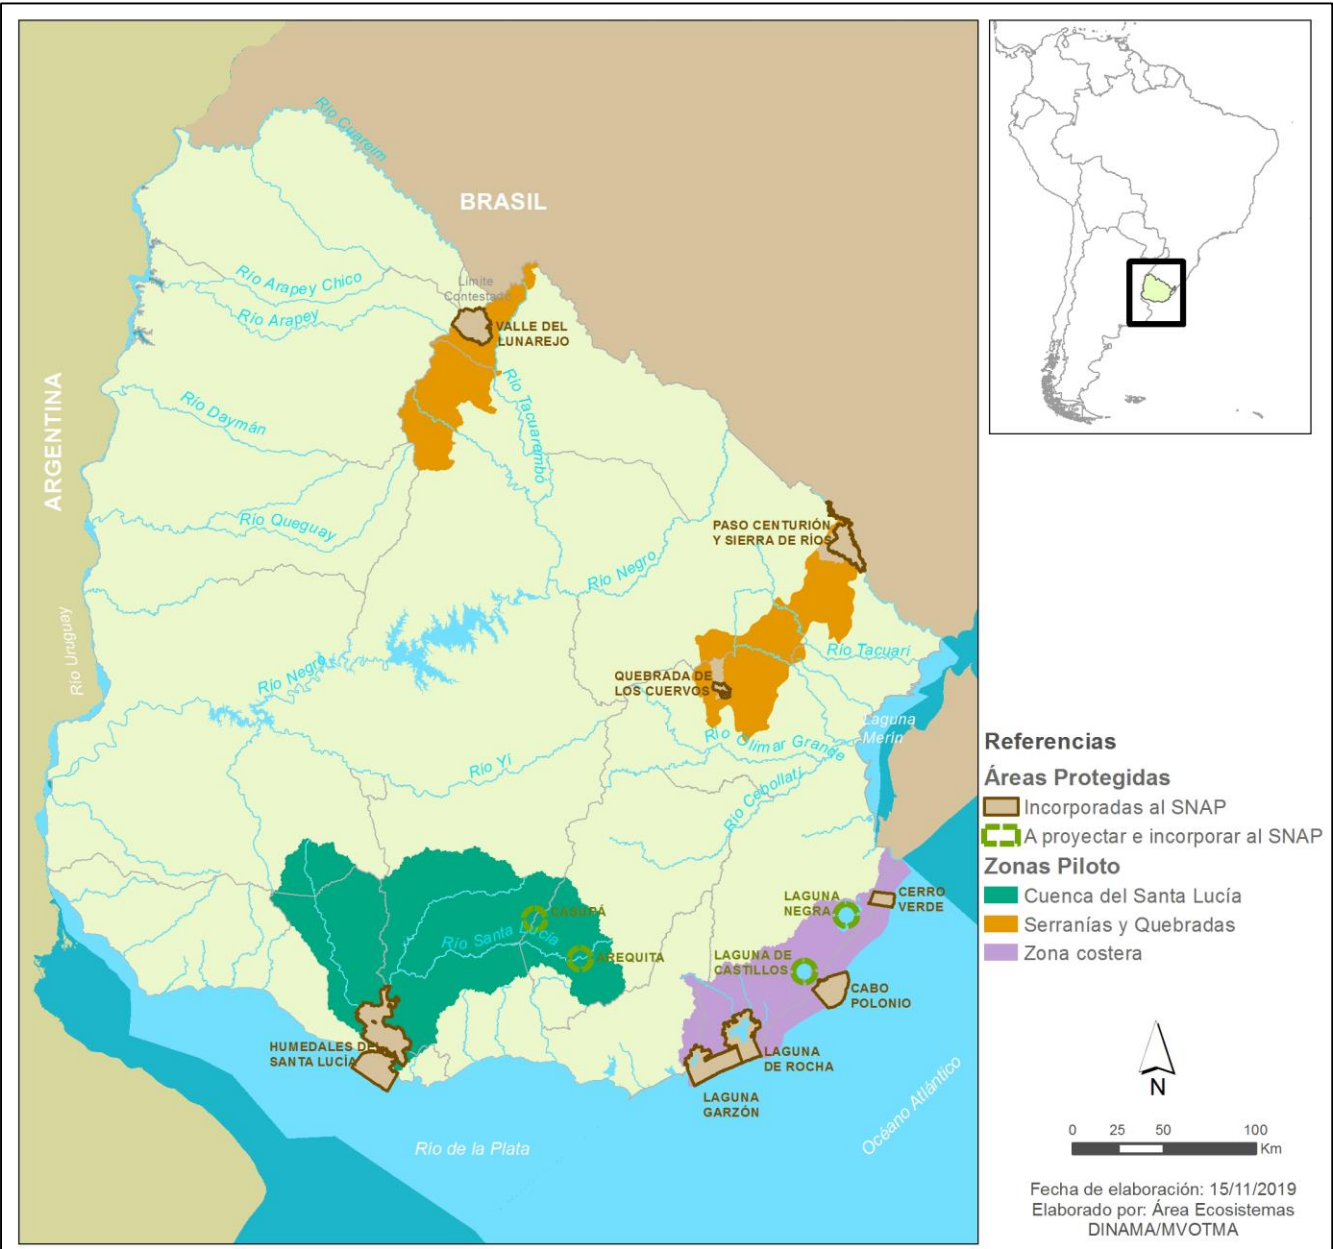 Río Cuareim
BRASIL
Río Arapey Chico
Límite
Contestado
Río Arapey
VALLE DEL
LUNAREJO
ARGENTINA
Río Daymán
Río Tacuarembó
Río Queguay
PASO CENTURIÓN
Y SIERRA DE RÍOS
Río Negro
Río Uruguay
Río Negro
Río Tacuarí
QUEBRADA DE
LOS CUERVOS
Laguna
Merín
Río Olimar Grande
Río Yí
Río Cebollatí
CASUPÁ
Río Santa Lucía
AREQUITA
LAGUNA
NEGRA
CERRO
VERDE
LAGUNA DE
CASTILLOS
CABO
POLONIO
HUMEDALES DEL
SANTA LUCÍA
LAGUNA
DE ROCHA
LAGUNA
GARZÓN
Río de la Plata
Océano Atlántico
Referencias
Áreas Protegidas
Incorporadas al SNAP
A proyectar e incorporar al SNAP
Zonas Piloto
Cuenca del Santa Lucía
Serranías y Quebradas
Zona costera
N
0 25 50 100
Km
Fecha de elaboración: 15/11/2019
Elaborado por: Área Ecosistemas
DINAMA/MVOTMA